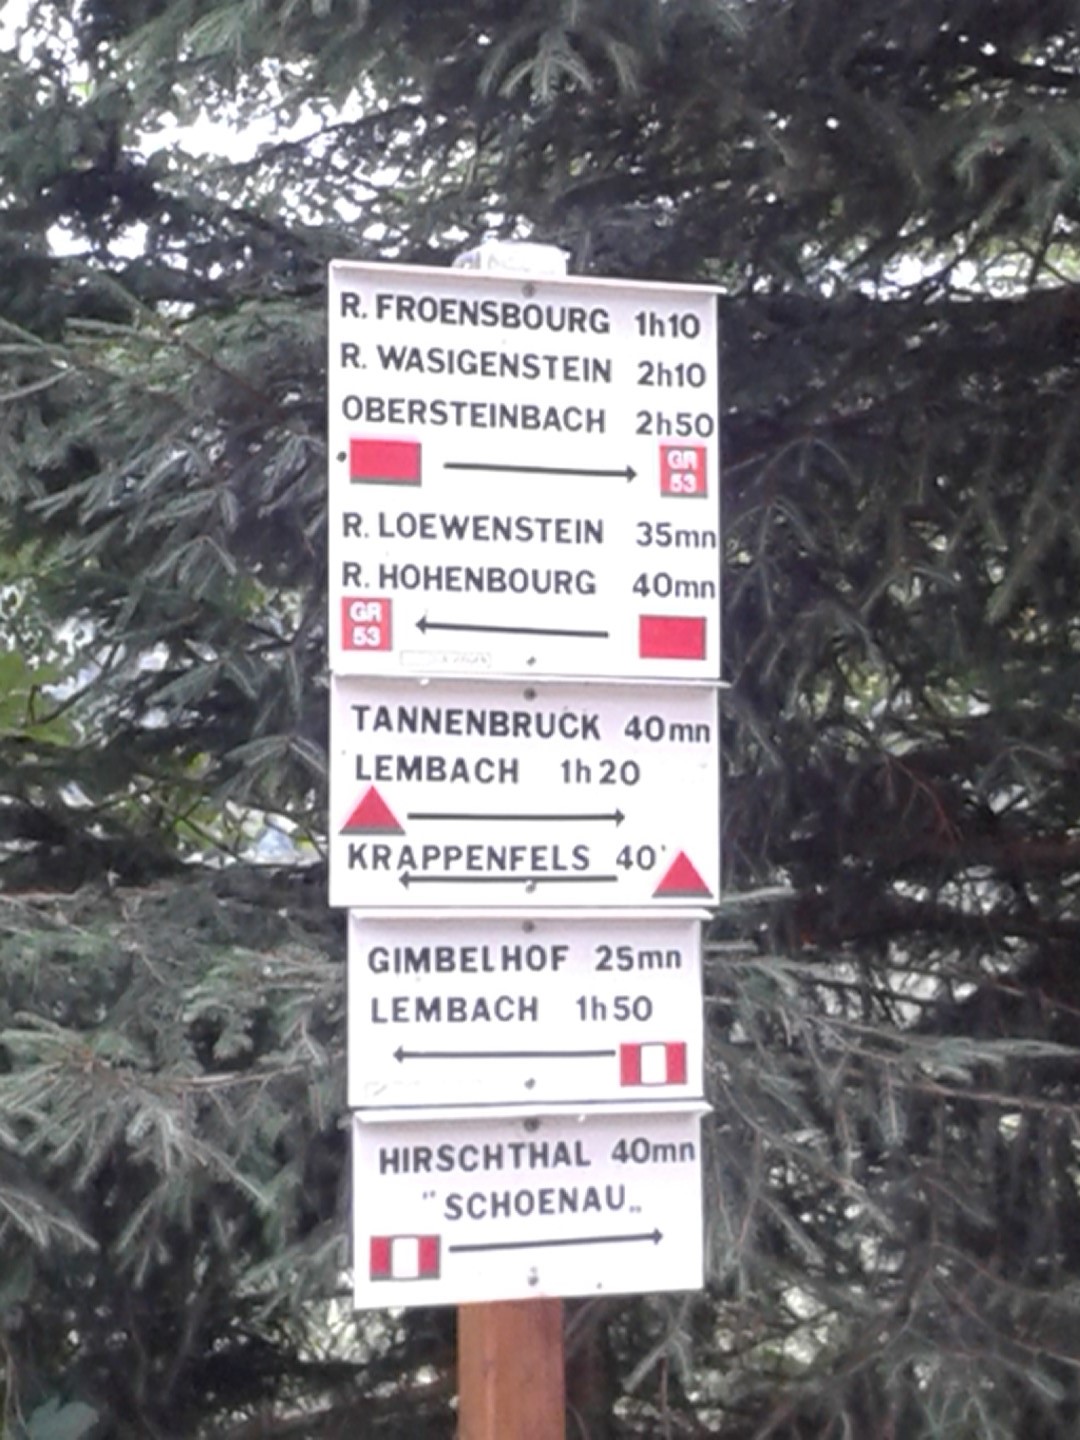 R. FROENSBOURG 1h10
R. WASIGENSTEIN 2h10
OBERSTEINBACH 2h50
GR
53
R. LOEWENSTEIN 35mn
R. HOHENBOURG 40mn
GR
53
TANNENBRUCK 40mn
LEMBACH 1h20
KRAPPENFELS 40'
GIMBELHOF 25mn
LEMBACH 1h50
HIRSCHTHAL 40mn
"SCHOENAU„